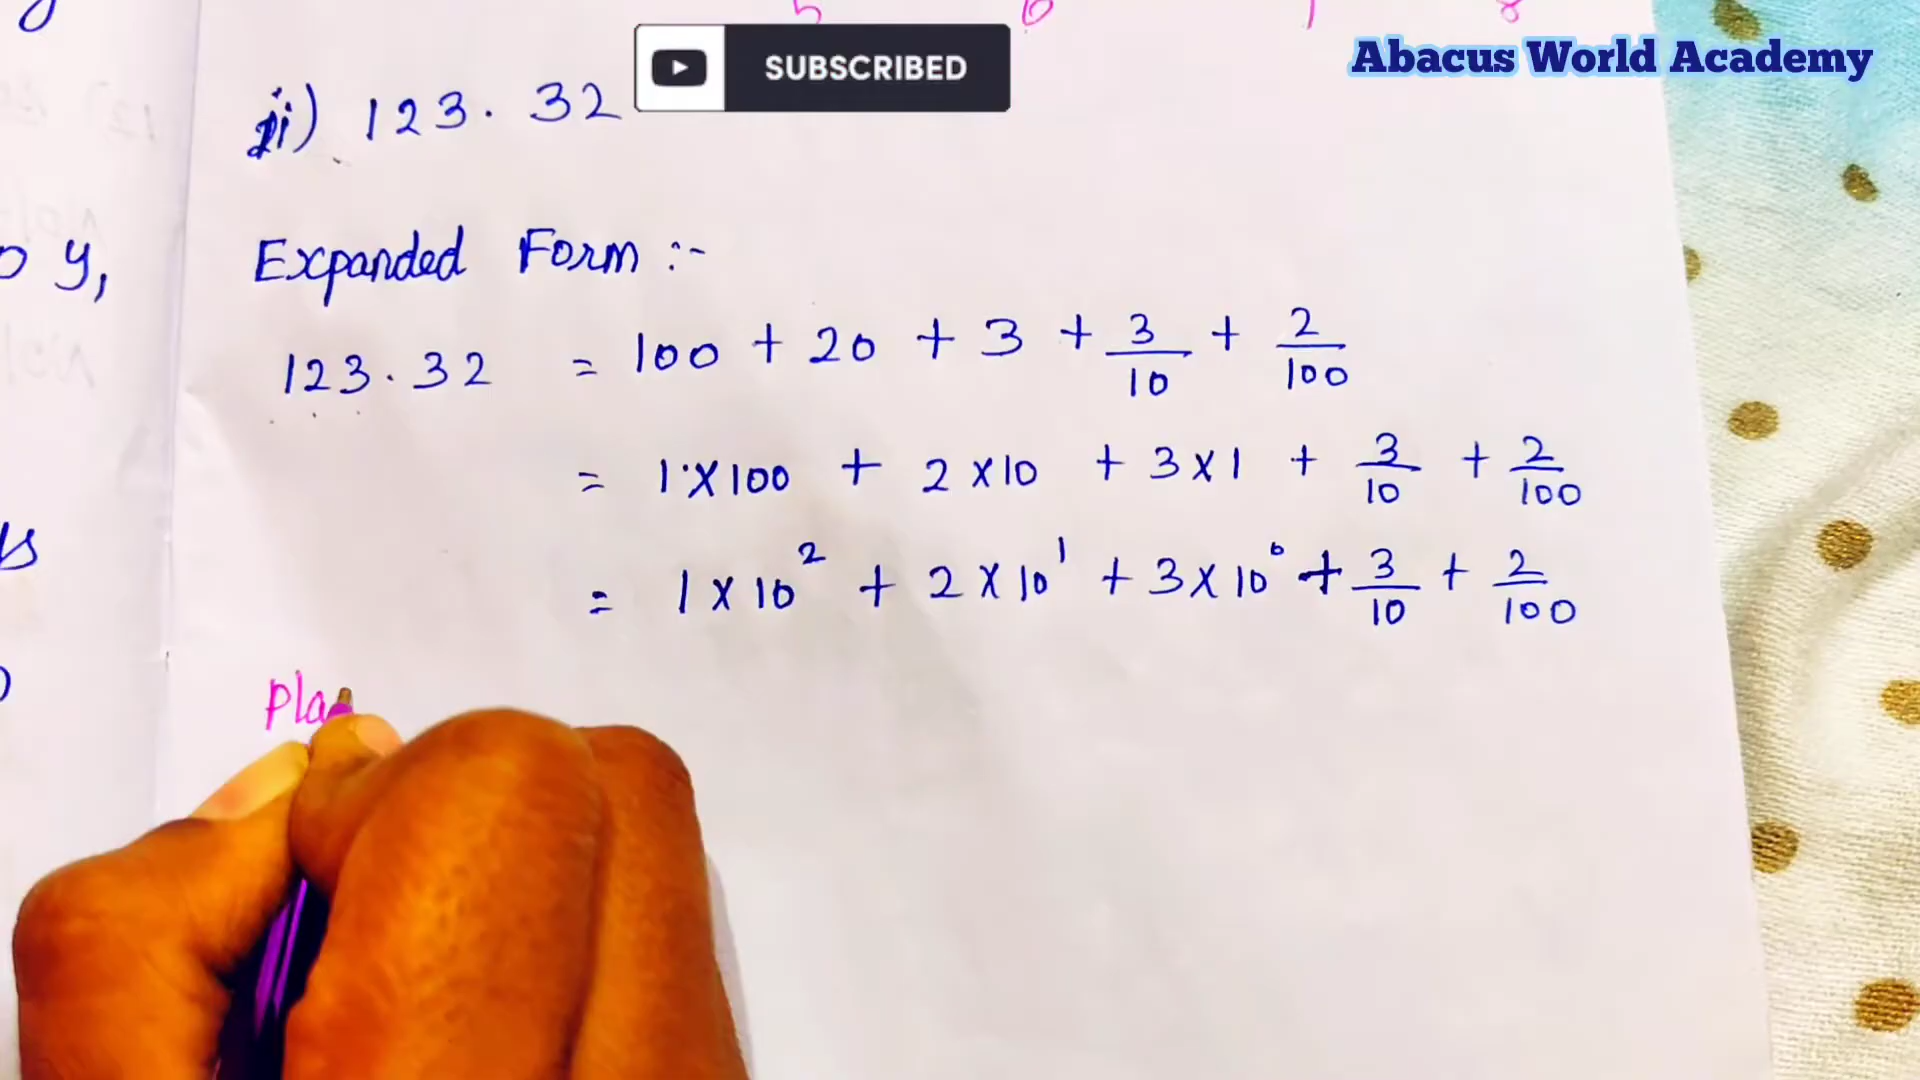 Abacus World Academy
SUBSCRIBED
ii) 123.32
y,
Expanded Form :-
123.32 = 100 + 20 + 3 + 3/10 + 2/100
= 1 x 100 + 2 x 10 + 3 x 1 + 3/10 + 2/100
= 1 x 10² + 2 x 10¹ + 3 x 10⁰ + 3/10 + 2/100
Pla